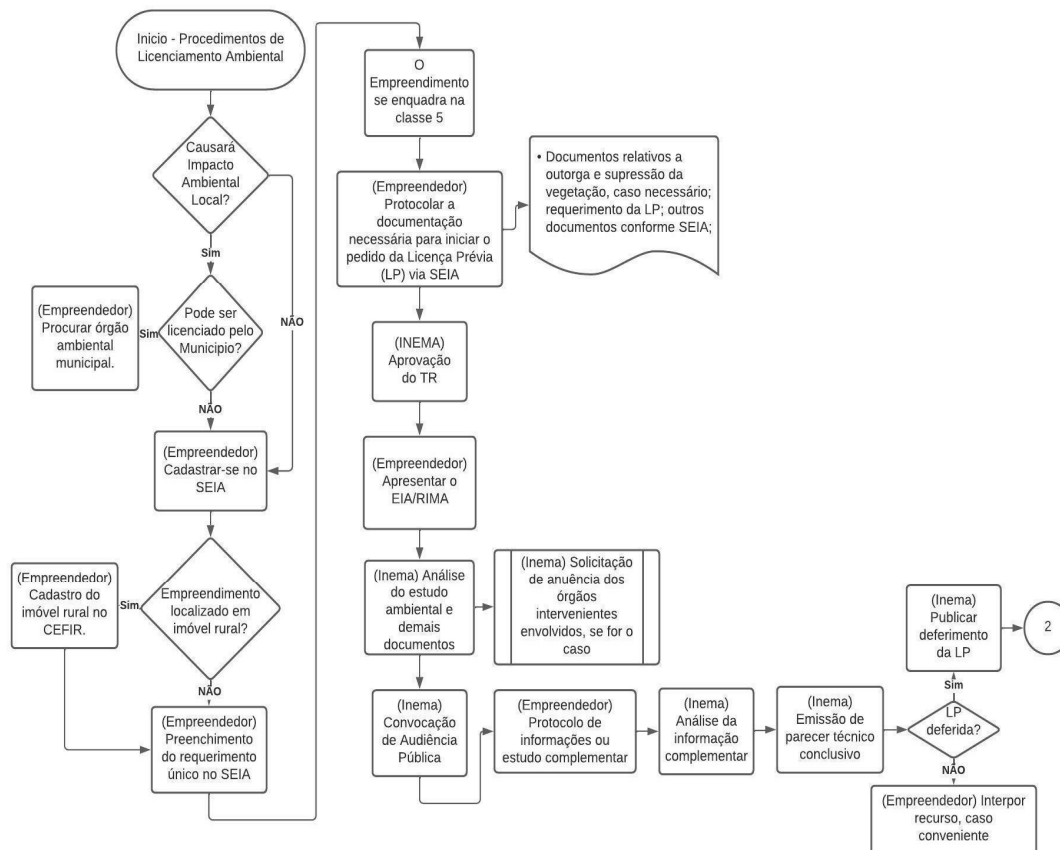 Inicio - Procedimentos de
Licenciamento Ambiental
Causará
Impacto
Ambiental
Local?
Sim
NÃO
Pode ser
licenciado pelo
Municipio?
Sim
(Empreendedor)
Procurar órgão
ambiental
municipal.
NÃO
(Empreendedor)
Cadastrar-se no
SEIA
Empreendimento
localizado em
imóvel rural?
Sim
(Empreendedor)
Cadastro do
imóvel rural no
CEFIR.
NÃO
(Empreendedor)
Preenchimento
do requerimento
único no SEIA
O
Empreendimento
se enquadra na
classe 5
(Empreendedor)
Protocolar a
documentação
necessária para iniciar o
pedido da Licença Prévia
(LP) via SEIA
• Documentos relativos a
outorga e supressão da
vegetação, caso necessário;
requerimento da LP; outros
documentos conforme SEIA;
(INEMA)
Aprovação
do TR
(Empreendedor)
Apresentar o
EIA/RIMA
(Inema) Análise
do estudo
ambiental e
demais
documentos
(Inema) Solicitação
de anuência dos
órgãos
intervenientes
envolvidos, se for o
caso
(Inema)
Convocação
de Audiência
Pública
(Empreendedor)
Protocolo de
informações ou
estudo complementar
(Inema)
Análise da
informação
complementar
(Inema)
Emissão de
parecer técnico
conclusivo
LP
deferida?
Sim
(Inema)
Publicar
deferimento
da LP
2
NÃO
(Empreendedor) Interpor
recurso, caso
conveniente